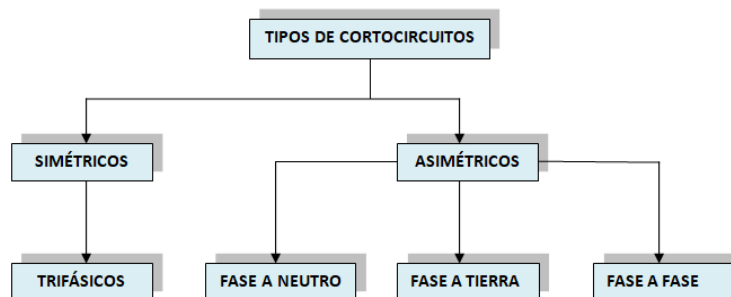 TIPOS DE CORTOCIRCUITOS
SIMÉTRICOS
ASIMÉTRICOS
TRIFÁSICOS
FASE A NEUTRO
FASE A TIERRA
FASE A FASE